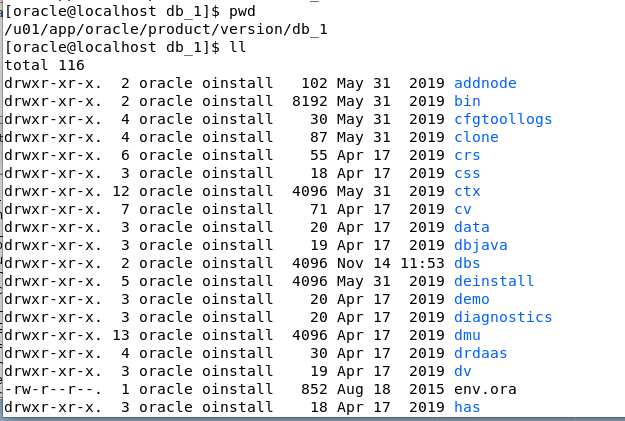 [oracle@localhost db_1]$ pwd
/u01/app/oracle/product/version/db_1
[oracle@localhost db_1]$ ll
total 116
drwxr-xr-x.  2 oracle oinstall   102 May 31  2019 addnode
drwxr-xr-x.  2 oracle oinstall  8192 May 31  2019 bin
drwxr-xr-x.  4 oracle oinstall    30 May 31  2019 cfgtoollogs
drwxr-xr-x.  4 oracle oinstall    87 May 31  2019 clone
drwxr-xr-x.  6 oracle oinstall    55 Apr 17  2019 crs
drwxr-xr-x.  3 oracle oinstall    18 Apr 17  2019 css
drwxr-xr-x. 12 oracle oinstall  4096 May 31  2019 ctx
drwxr-xr-x.  7 oracle oinstall    71 Apr 17  2019 cv
drwxr-xr-x.  3 oracle oinstall    20 Apr 17  2019 data
drwxr-xr-x.  3 oracle oinstall    19 Apr 17  2019 dbjava
drwxr-xr-x.  2 oracle oinstall  4096 Nov 14 11:53 dbs
drwxr-xr-x.  5 oracle oinstall  4096 May 31  2019 deinstall
drwxr-xr-x.  3 oracle oinstall    20 Apr 17  2019 demo
drwxr-xr-x.  3 oracle oinstall    20 Apr 17  2019 diagnostics
drwxr-xr-x. 13 oracle oinstall  4096 Apr 17  2019 dmu
drwxr-xr-x.  4 oracle oinstall    30 Apr 17  2019 drdaas
drwxr-xr-x.  3 oracle oinstall    19 Apr 17  2019 dv
-rw-r--r--.  1 oracle oinstall   852 Aug 18  2015 env.ora
drwxr-xr-x.  3 oracle oinstall    18 Apr 17  2019 has